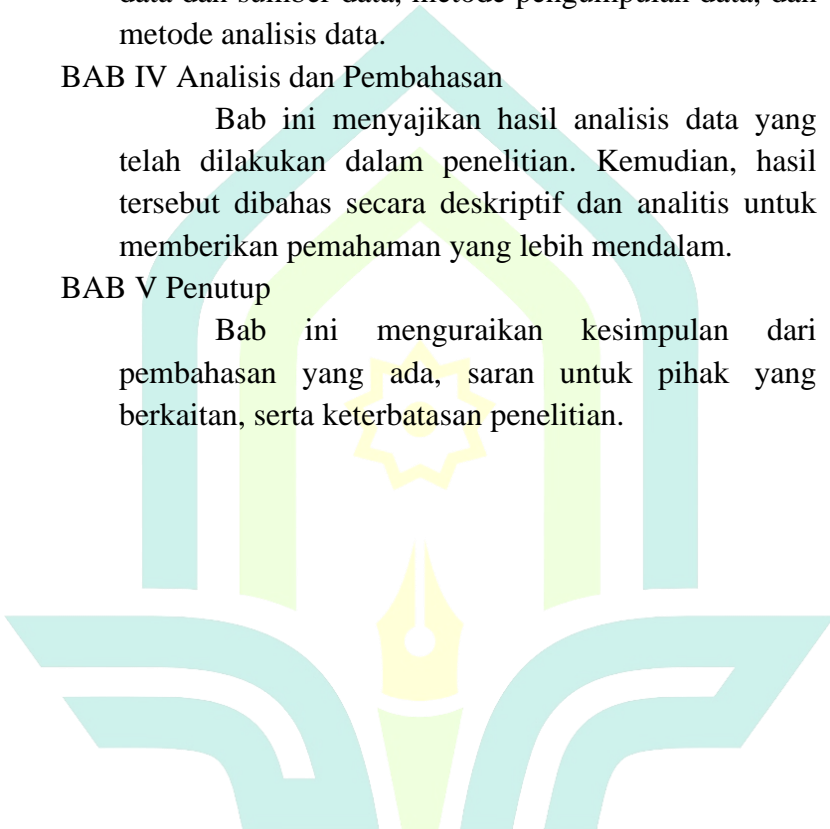 data dan sumber data, metode pengumpulan data, dan
metode analisis data.
BAB IV Analisis dan Pembahasan
Bab ini menyajikan hasil analisis data yang
telah dilakukan dalam penelitian. Kemudian, hasil
tersebut dibahas secara deskriptif dan analitis untuk
memberikan pemahaman yang lebih mendalam.
BAB V Penutup
Bab ini menguraikan kesimpulan dari
pembahasan yang ada, saran untuk pihak yang
berkaitan, serta keterbatasan penelitian.